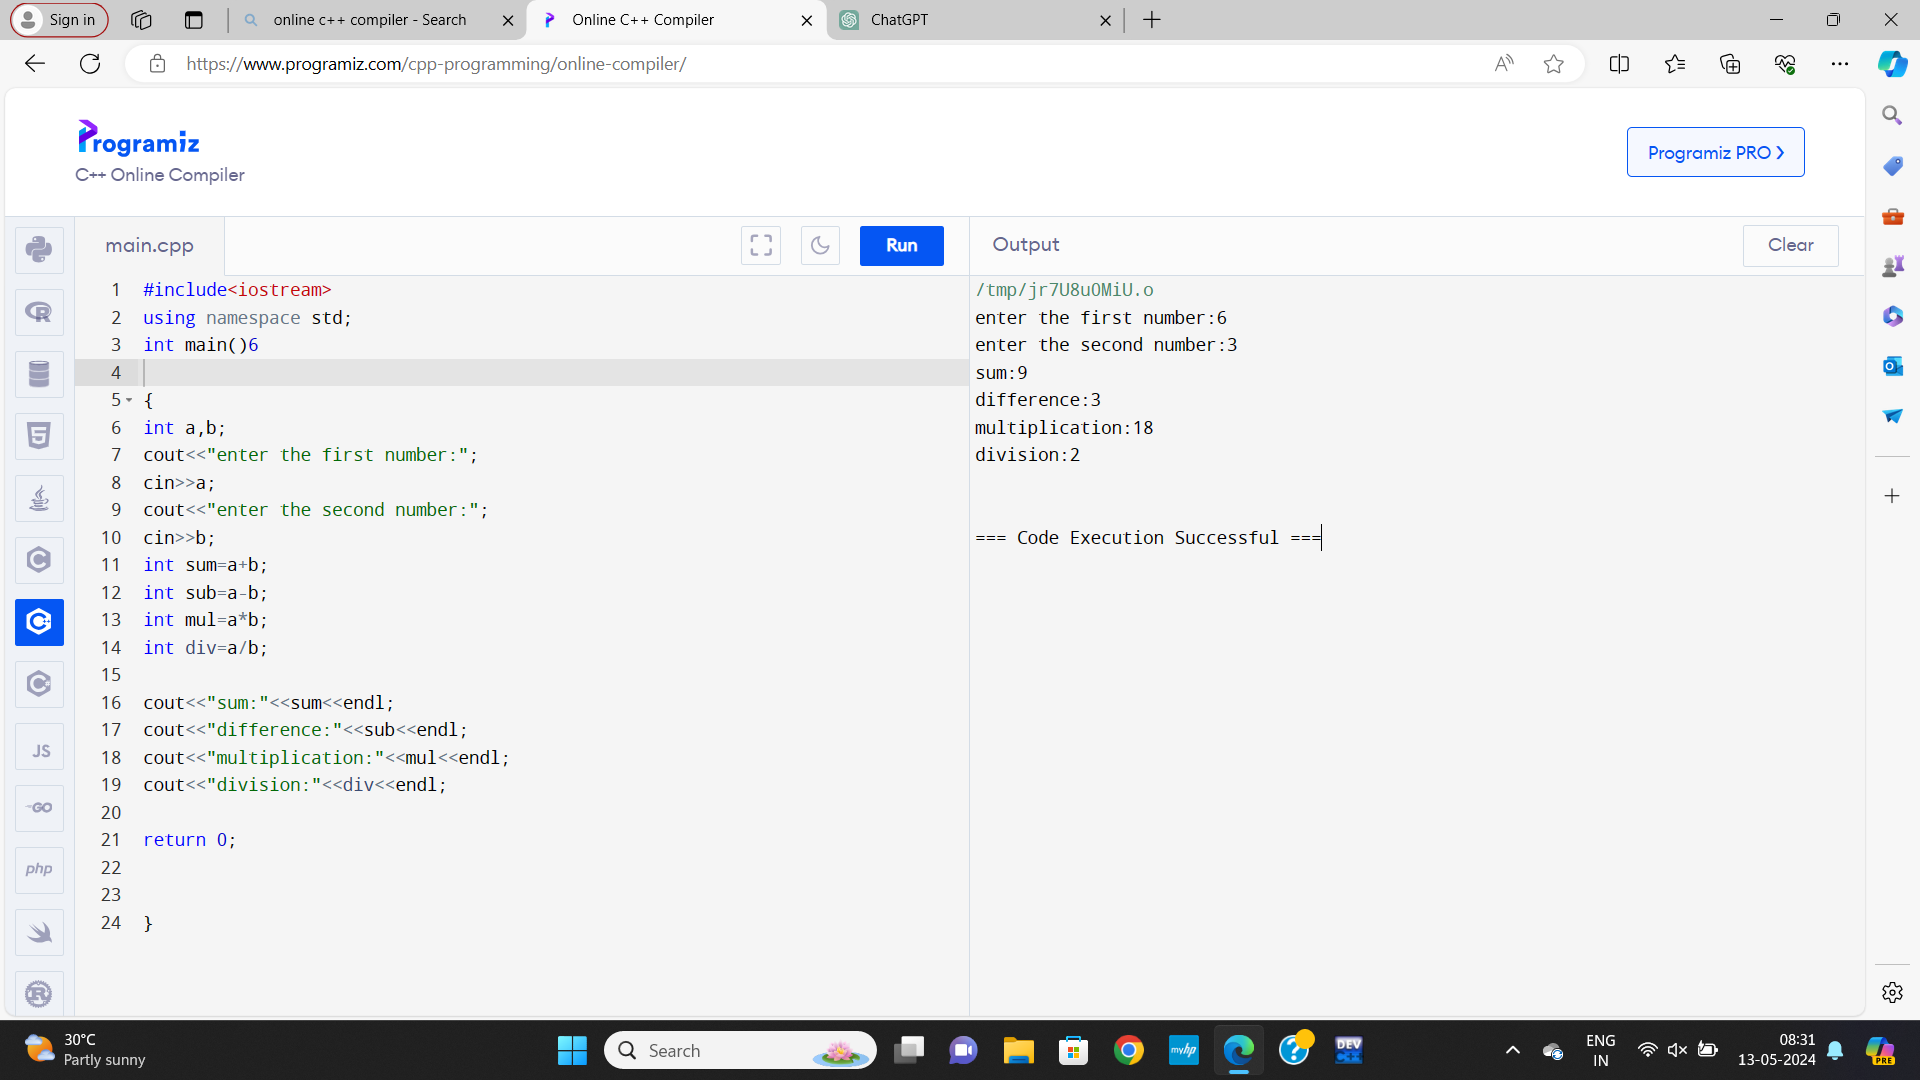 Sign in
online c++ compiler - Search
Online C++ Compiler
ChatGPT
https://www.programiz.com/cpp-programming/online-compiler/
Programiz
C++ Online Compiler
Programiz PRO
main.cpp
Run
Output
Clear
1 #include<iostream>
2 using namespace std;
3 int main()6
4
5 {
6 int a,b;
7 cout<<"enter the first number:";
8 cin>>a;
9 cout<<"enter the second number:";
10 cin>>b;
11 int sum=a+b;
12 int sub=a-b;
13 int mul=a*b;
14 int div=a/b;
15
16 cout<<"sum:"<<sum<<endl;
17 cout<<"difference:"<<sub<<endl;
18 cout<<"multiplication:"<<mul<<endl;
19 cout<<"division:"<<div<<endl;
20
21 return 0;
22
23
24 }
/tmp/jr7U8uOMiU.o
enter the first number:6
enter the second number:3
sum:9
difference:3
multiplication:18
division:2
=== Code Execution Successful ===
JS
GO
php
30°C
Partly sunny
Search
myhp
DEV
C++
ENG
IN
08:31
13-05-2024
PRE